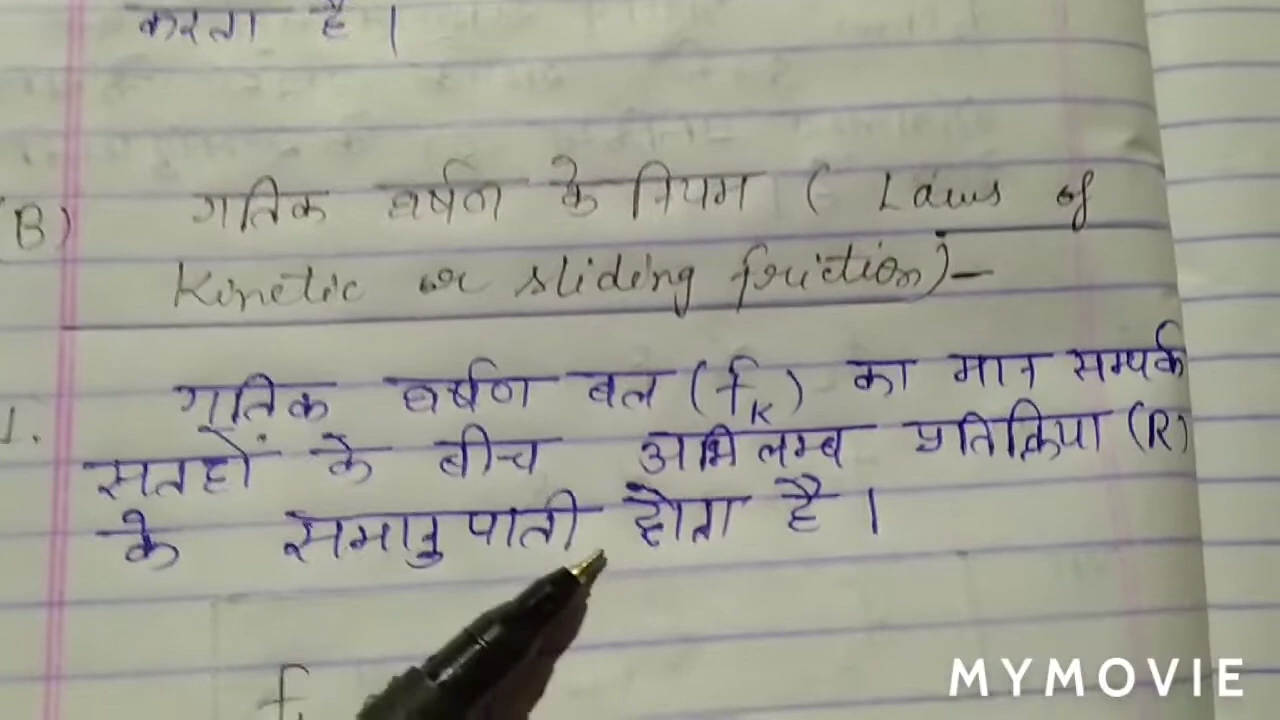 करता है।
(B) गतिक घर्षण के नियम ( Laws of
Kinetic or sliding friction)–
1. गतिक घर्षण बल (fk) का मान सम्पर्क
सतहों के बीच अभिलम्ब प्रतिक्रिया (R)
के समानुपाती होता है।
f
MYMOVIE